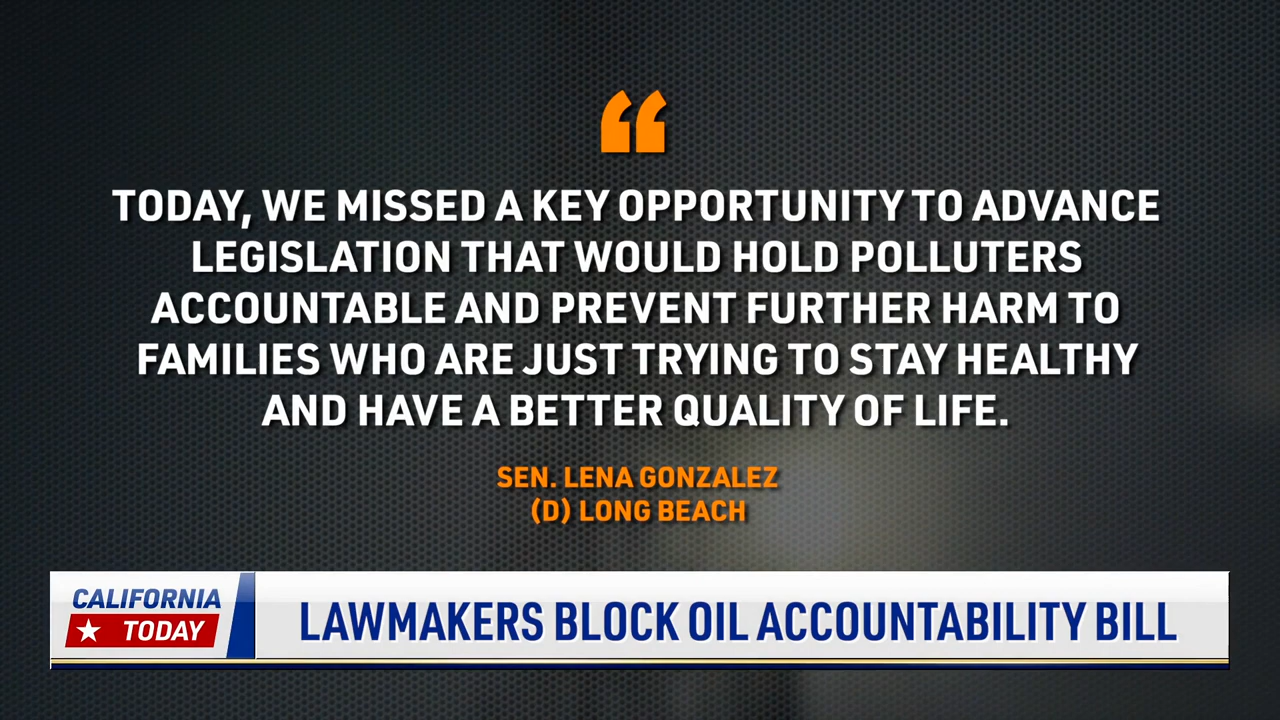 “
TODAY, WE MISSED A KEY OPPORTUNITY TO ADVANCE
LEGISLATION THAT WOULD HOLD POLLUTERS
ACCOUNTABLE AND PREVENT FURTHER HARM TO
FAMILIES WHO ARE JUST TRYING TO STAY HEALTHY
AND HAVE A BETTER QUALITY OF LIFE.
SEN. LENA GONZALEZ
(D) LONG BEACH
CALIFORNIA
TODAY
LAWMAKERS BLOCK OIL ACCOUNTABILITY BILL